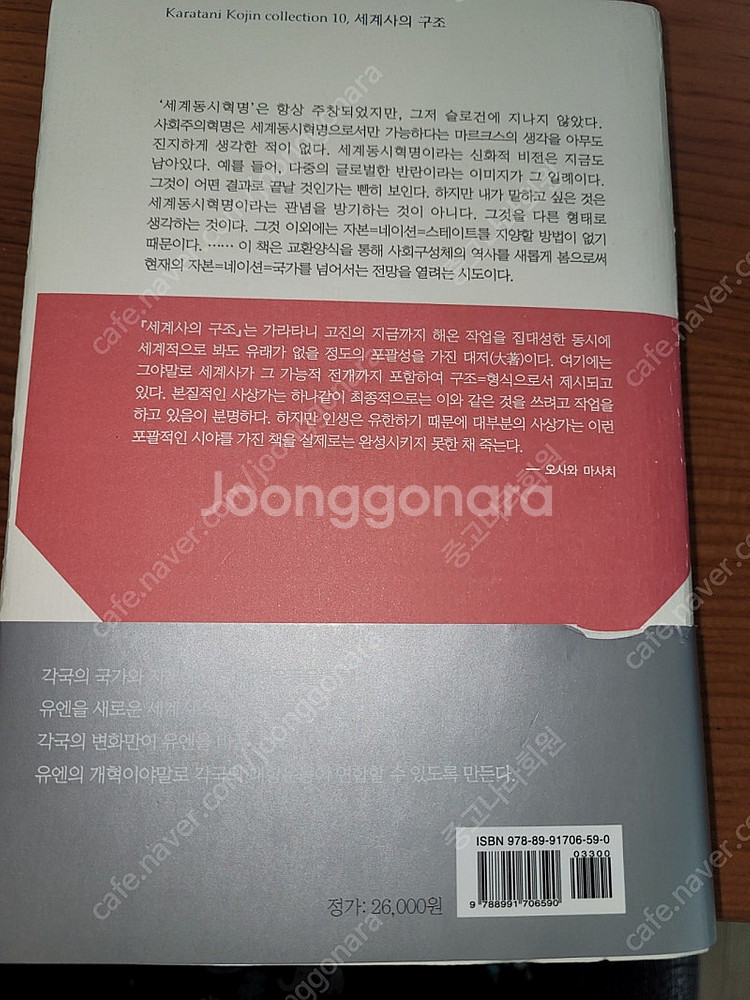 Karatani Kojin collection 10, 세계사의 구조
'세계동시혁명'은 항상 주창되었지만, 그저 슬로건에 지나지 않았다.
사회주의혁명은 세계동시혁명으로서만 가능하다는 마르크스의 생각을 아무도
진지하게 생각한 적이 없다. 세계동시혁명이라는 신화적 비전은 지금도
남아있다. 예를 들어, 다중의 글로벌한 반란이라는 이미지가 그 일례이다.
그것이 어떤 결과로 끝날 것인가는 빤히 보인다. 하지만 내가 말하고 싶은 것은
세계동시혁명이라는 관념을 방기하는 것이 아니다. 그것을 다른 형태로
생각하는 것이다. 그것 이외에는 자본=네이션=스테이트를 지양할 방법이 없기
때문이다. …… 이 책은 교환양식을 통해 사회구성체의 역사를 새롭게 봄으로써
현재의 자본=네이션=국가를 넘어서는 전망을 열려는 시도이다.
『세계사의 구조』는 가라타니 고진의 지금까지 해온 작업을 집대성한 동시에
세계적으로 봐도 유래가 없을 정도의 포괄성을 가진 대저(大著)이다. 여기에는
그야말로 세계사가 그 가능적 전개까지 포함하여 구조=형식으로서 제시되고
있다. 본질적인 사상가는 하나같이 최종적으로는 이와 같은 것을 쓰려고 작업을
하고 있음이 분명하다. 하지만 인생은 유한하기 때문에 대부분의 사상가는 이런
포괄적인 시야를 가진 책을 실제로는 완성시키지 못한 채 죽는다.
— 오사와 마사치
Joonggonara
각국의 국가와
유엔을 새로운
각국의 변화만이 유엔을
유엔의 개혁이야말로 각국의 연합할 수 있도록 만든다.
ISBN 978-89-91706-59-0
03300
9 788991 706590
정가: 26,000원
cafe.naver.com/joonggonara
중고나라회원